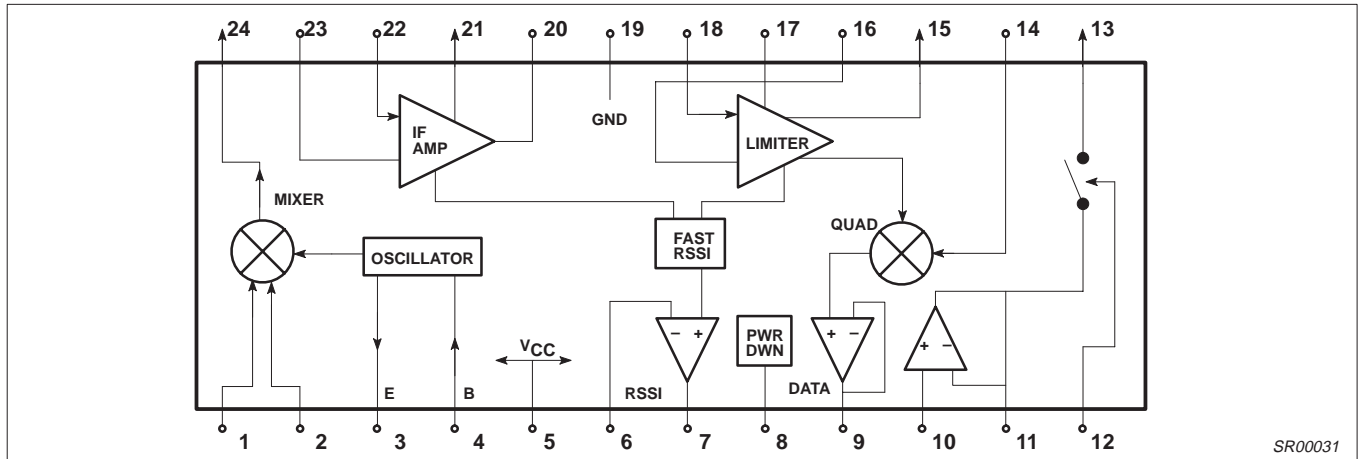 24 23 22 21 20 19 18 17 16 15 14 13
GND
IF
AMP
LIMITER
MIXER
QUAD
FAST
RSSI
OSCILLATOR
− +
PWR
DWN
+ −
+ −
VCC
E B RSSI DATA
1 2 3 4 5 6 7 8 9 10 11 12
SR00031